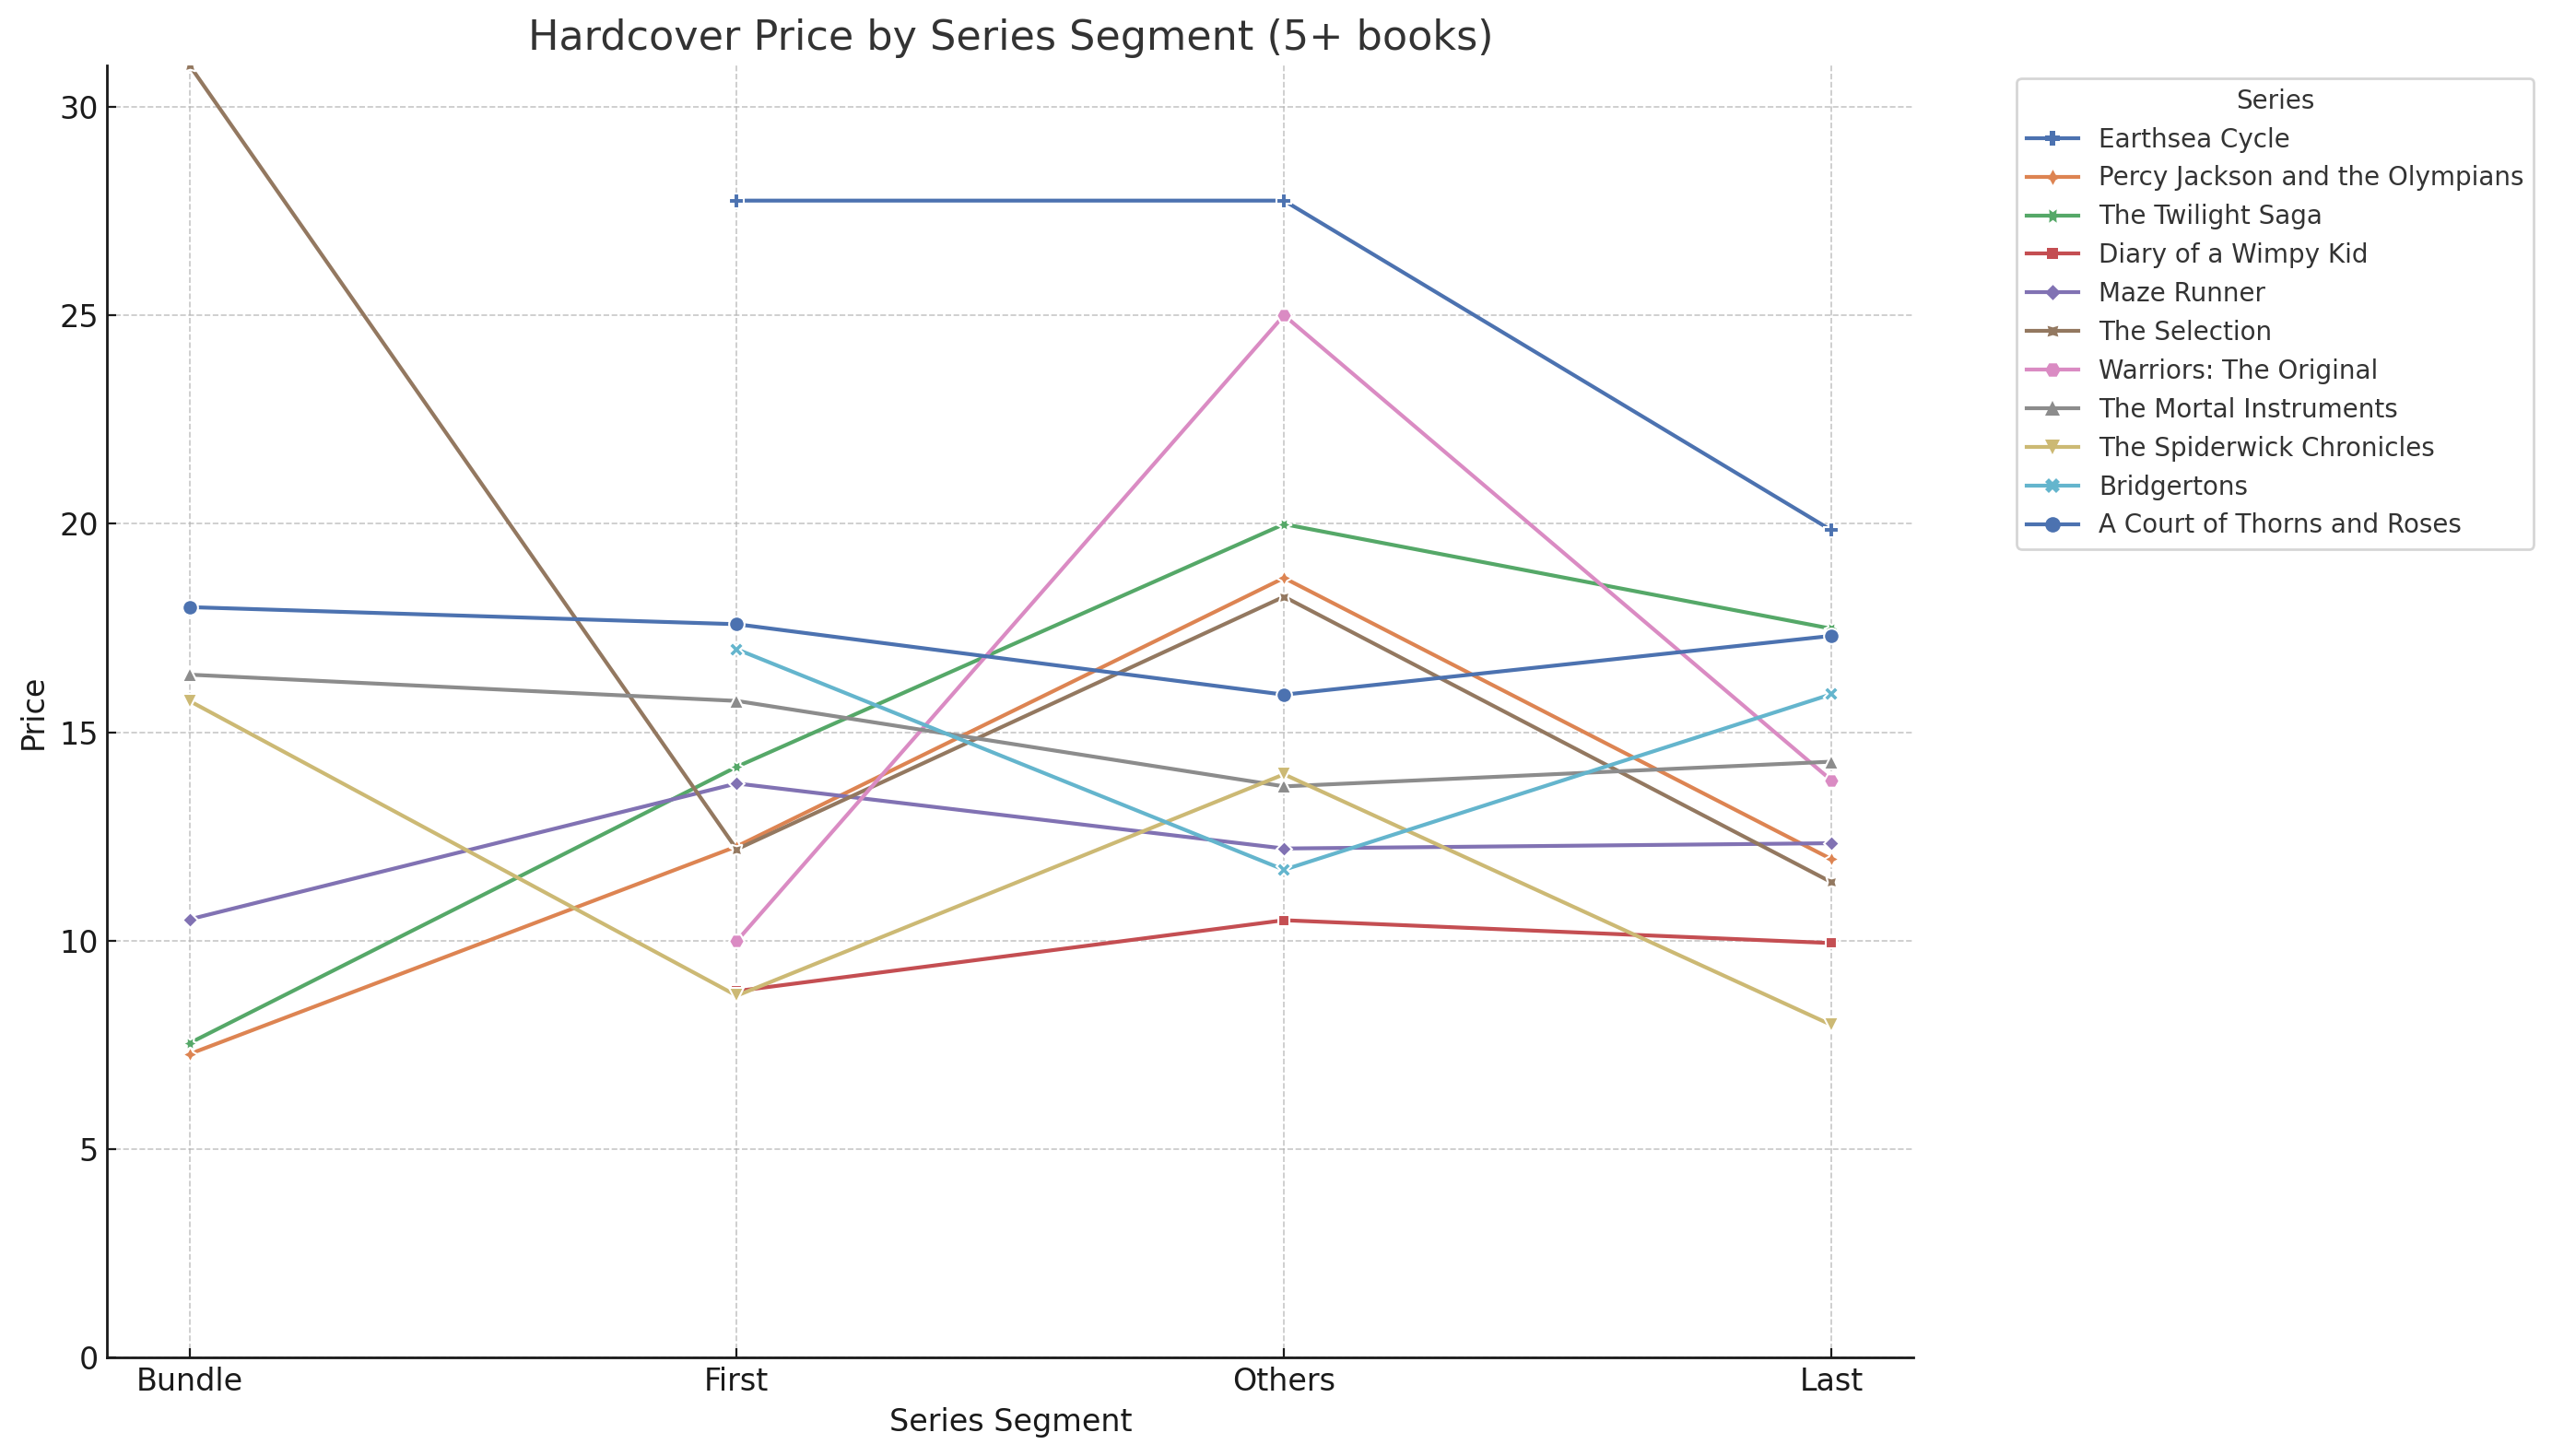 Hardcover Price by Series Segment (5+ books)
30
25
20
15
10
5
0
Price
Bundle
First
Others
Last
Series Segment
Series
Earthsea Cycle
Percy Jackson and the Olympians
The Twilight Saga
Diary of a Wimpy Kid
Maze Runner
The Selection
Warriors: The Original
The Mortal Instruments
The Spiderwick Chronicles
Bridgertons
A Court of Thorns and Roses